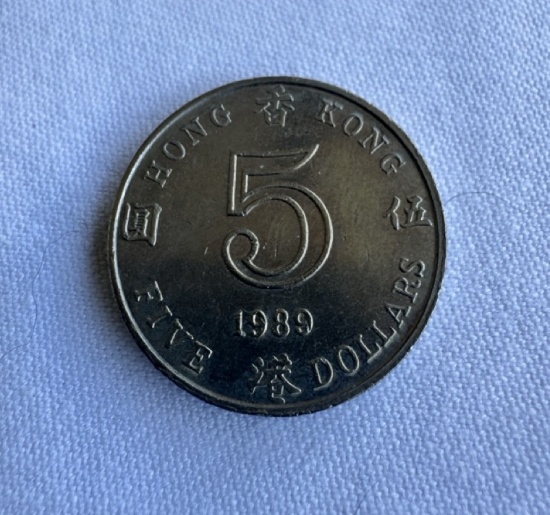 HONG 香 KONG
圓 5 伍
1989
FIVE 港 DOLLARS